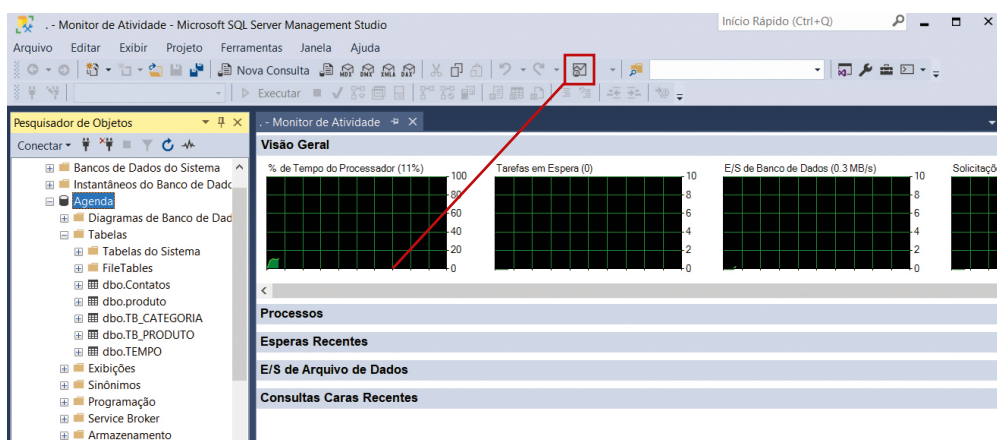 . - Monitor de Atividade - Microsoft SQL Server Management Studio
Início Rápido (Ctrl+Q)
Arquivo Editar Exibir Projeto Ferramentas Janela Ajuda
Nova Consulta MDX DMX XMLA DAX
Executar
Pesquisador de Objetos
. - Monitor de Atividade
Conectar
Visão Geral
Bancos de Dados do Sistema
Instantâneos do Banco de Dadc
Agenda
Diagramas de Banco de Dad
Tabelas
Tabelas do Sistema
FileTables
dbo.Contatos
dbo.produto
dbo.TB_CATEGORIA
dbo.TB_PRODUTO
dbo.TEMPO
Exibições
Sinônimos
Programação
Service Broker
Armazenamento
% de Tempo do Processador (11%)
100
80
60
40
20
0
Tarefas em Espera (0)
10
8
6
4
2
0
E/S de Banco de Dados (0.3 MB/s)
10
8
6
4
2
0
Solicitaçõ
Processos
Esperas Recentes
E/S de Arquivo de Dados
Consultas Caras Recentes